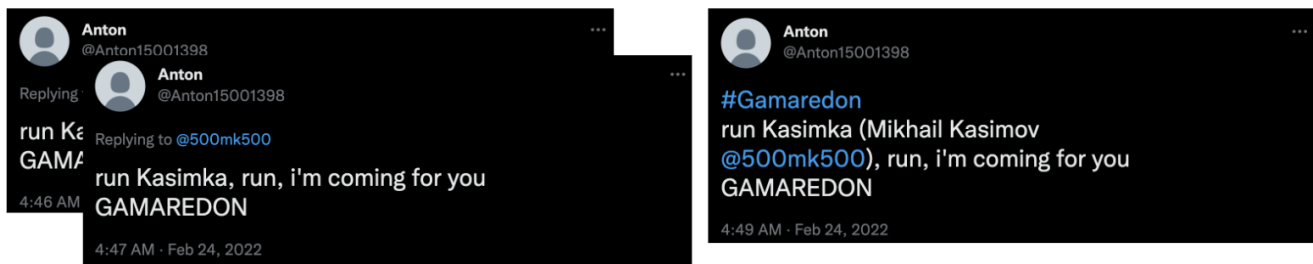 Anton
@Anton15001398
Replying
run
GAMA
4:46 AM
Anton
@Anton15001398
Replying to @500mk500
run Kasimka, run, i'm coming for you
GAMAREDON
4:47 AM · Feb 24, 2022
Anton
@Anton15001398
#Gamaredon
run Kasimka (Mikhail Kasimov
@500mk500), run, i'm coming for you
GAMAREDON
4:49 AM · Feb 24, 2022